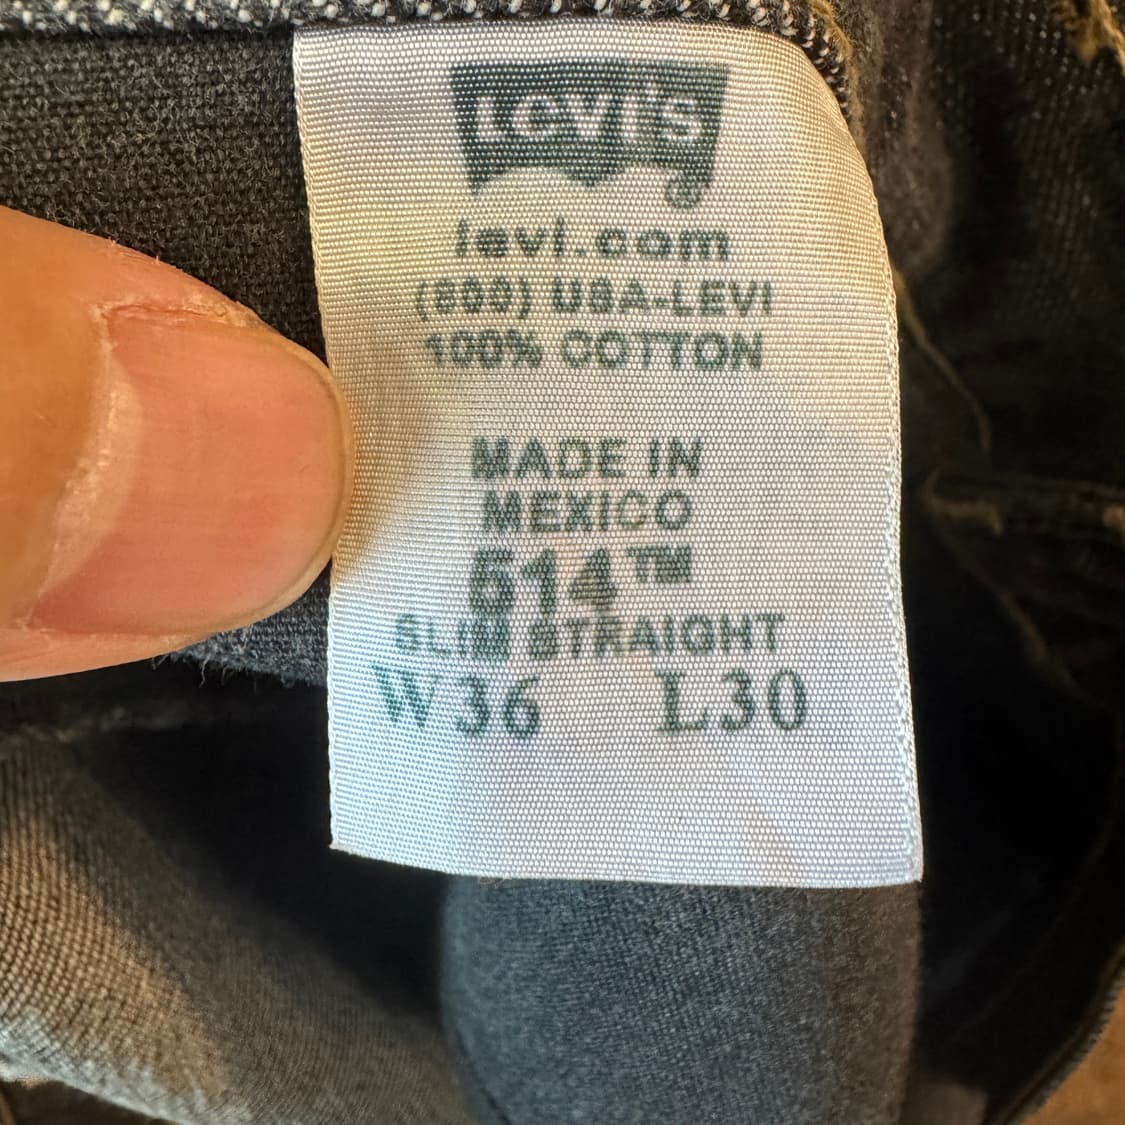 LEVI'S
levi.com
(800) USA-LEVI
100% COTTON
MADE IN
MEXICO
514™
SLIM STRAIGHT
W36 L30